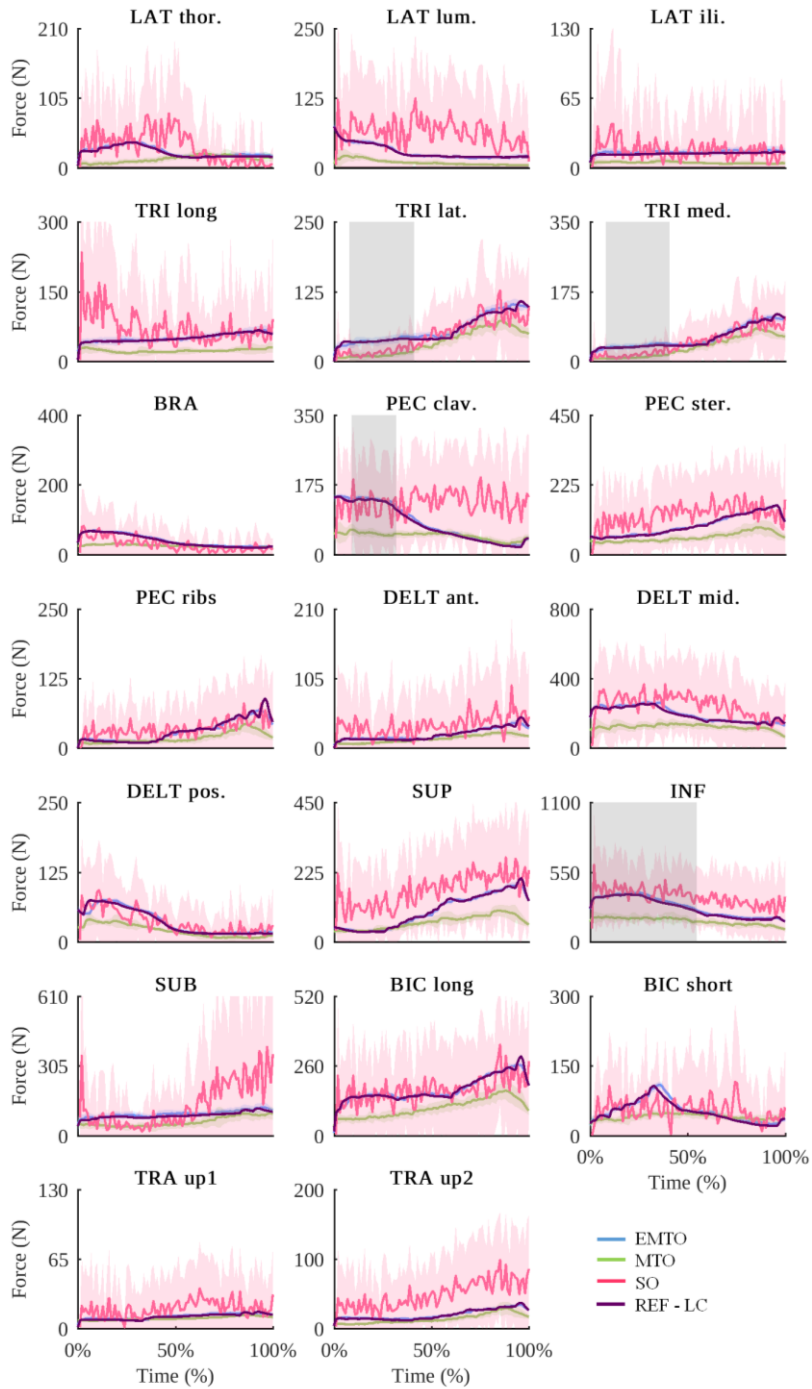 LAT thor. LAT lum. LAT ili.
210 250 130
Force (N)
105 125 65
0 0 0
TRI long TRI lat. TRI med.
300 250 350
Force (N)
150 125 175
0 0 0
BRA PEC clav. PEC ster.
400 350 450
Force (N)
200 175 225
0 0 0
PEC ribs DELT ant. DELT mid.
250 210 800
Force (N)
125 105 400
0 0 0
DELT pos. SUP INF
250 450 1100
Force (N)
125 225 550
0 0 0
SUB BIC long BIC short
610 520 300
Force (N)
305 260 150
0 0 0
0% 50% 100%
Time (%)
TRA up1 TRA up2
130 200
Force (N)
65 100
0 0
0% 50% 100% 0% 50% 100%
Time (%) Time (%)
EMTO
MTO
SO
REF - LC